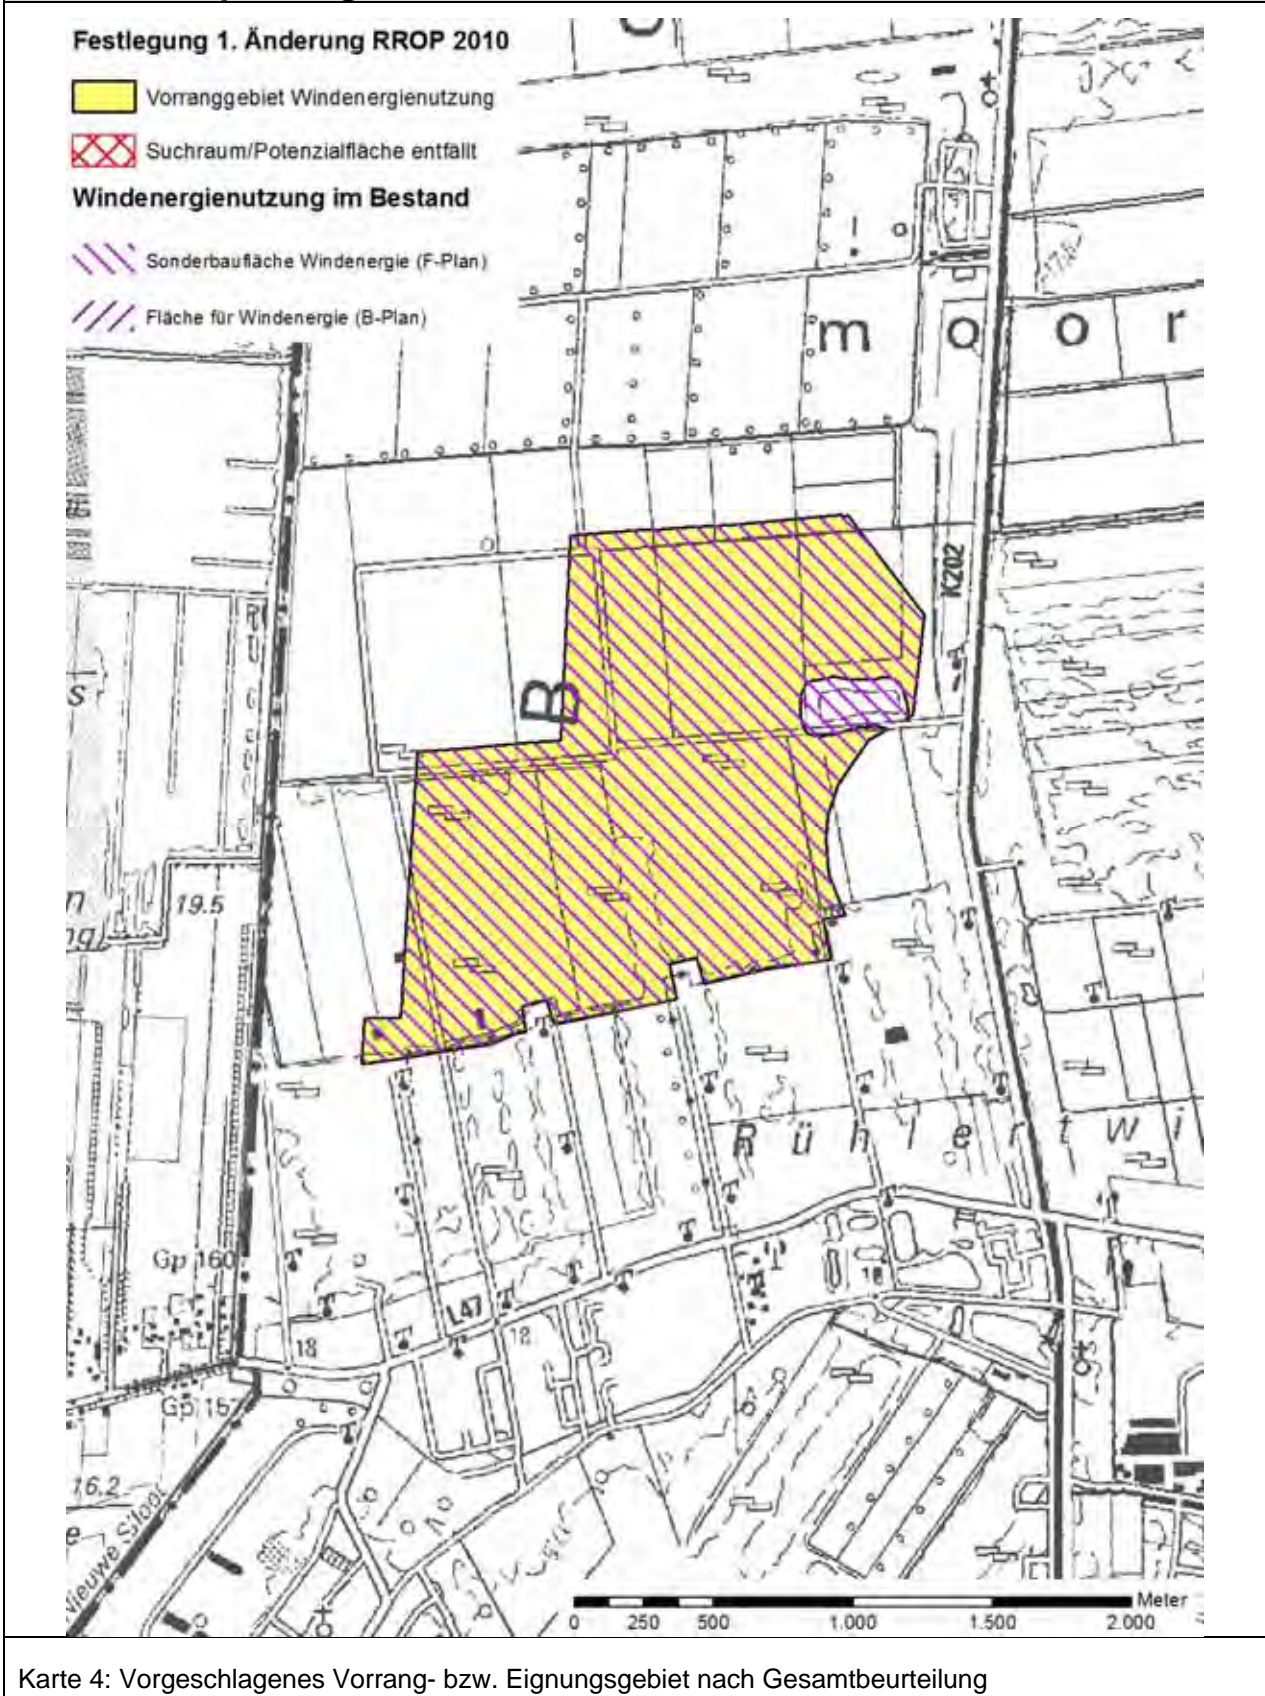 Festlegung 1. Änderung RROP 2010
Vorranggebiet Windenergienutzung
Suchraum/Potenzialfläche entfällt
Windenergienutzung im Bestand
Sonderbaufläche Windenergie (F-Plan)
Fläche für Windenergie (B-Plan)
m o o r
K202
B
s
19.5
n
R ü h l e r t w i
Gp 160
L47
18
18
18
16.2
e
Nieuwe Sloot
Meter
0 250 500 1.000 1.500 2.000
Karte 4: Vorgeschlagenes Vorrang- bzw. Eignungsgebiet nach Gesamtbeurteilung